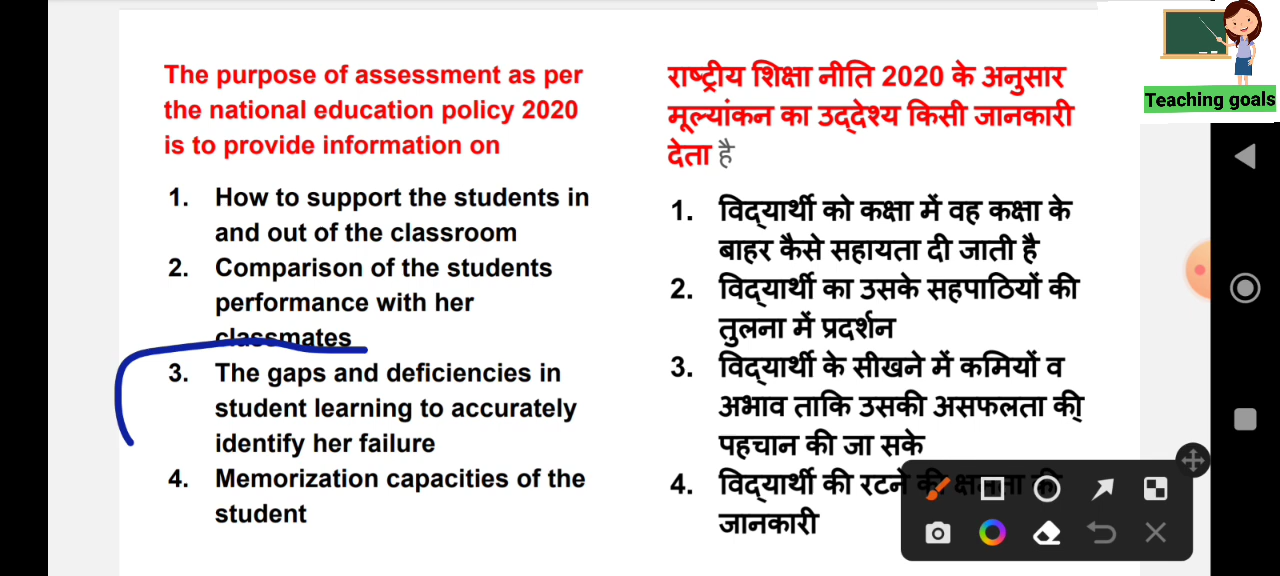 The purpose of assessment as per
the national education policy 2020
is to provide information on
1. How to support the students in
and out of the classroom
2. Comparison of the students
performance with her
classmates
3. The gaps and deficiencies in
student learning to accurately
identify her failure
4. Memorization capacities of the
student
राष्ट्रीय शिक्षा नीति 2020 के अनुसार
मूल्यांकन का उद्देश्य किसी जानकारी
देता है
1. विद्यार्थी को कक्षा में वह कक्षा के
बाहर कैसे सहायता दी जाती है
2. विद्यार्थी का उसके सहपाठियों की
तुलना में प्रदर्शन
3. विद्यार्थी के सीखने में कमियों व
अभाव ताकि उसकी असफलता की्
पहचान की जा सके
4. विद्यार्थी की रटने की क्षमता की
जानकारी
Teaching goals